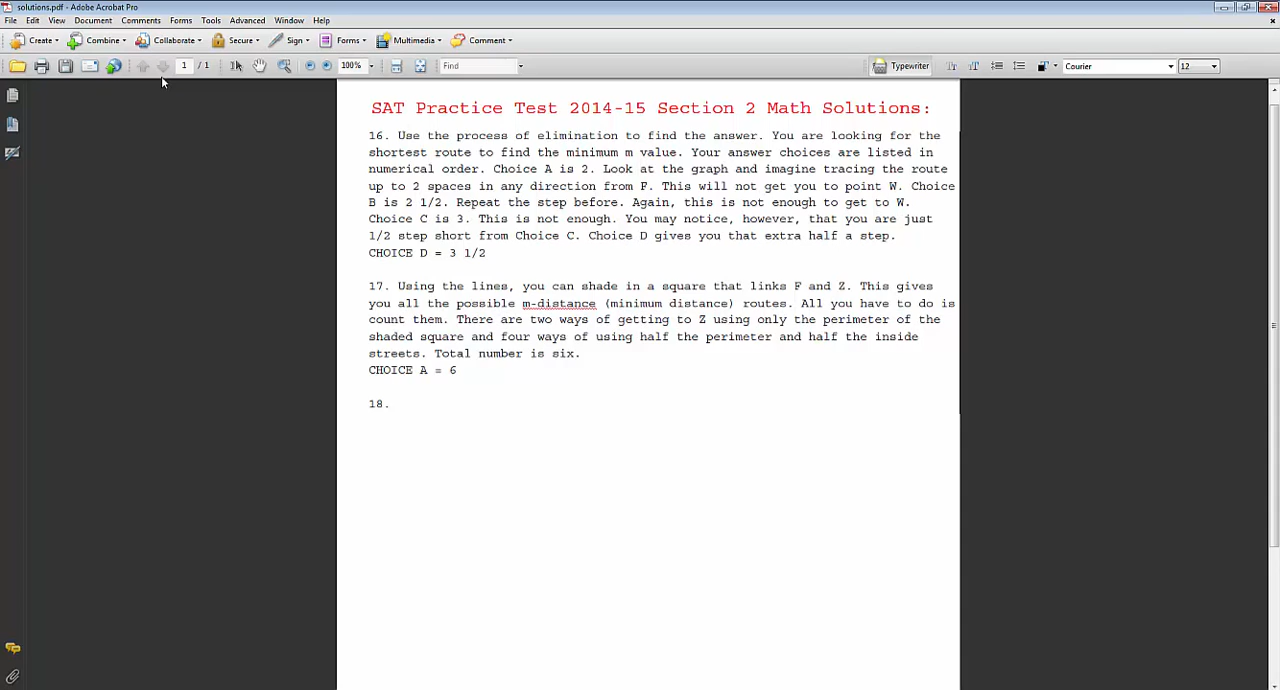 solutions.pdf - Adobe Acrobat Pro
File Edit View Document Comments Forms Tools Advanced Window Help
Create Combine Collaborate Secure Sign Forms Multimedia Comment
1 / 1 100% Find Typewriter Courier 12
SAT Practice Test 2014-15 Section 2 Math Solutions:
16. Use the process of elimination to find the answer. You are looking for the
shortest route to find the minimum m value. Your answer choices are listed in
numerical order. Choice A is 2. Look at the graph and imagine tracing the route
up to 2 spaces in any direction from F. This will not get you to point W. Choice
B is 2 1/2. Repeat the step before. Again, this is not enough to get to W.
Choice C is 3. This is not enough. You may notice, however, that you are just
1/2 step short from Choice C. Choice D gives you that extra half a step.
CHOICE D = 3 1/2
17. Using the lines, you can shade in a square that links F and Z. This gives
you all the possible m-distance (minimum distance) routes. All you have to do is
count them. There are two ways of getting to Z using only the perimeter of the
shaded square and four ways of using half the perimeter and half the inside
streets. Total number is six.
CHOICE A = 6
18.